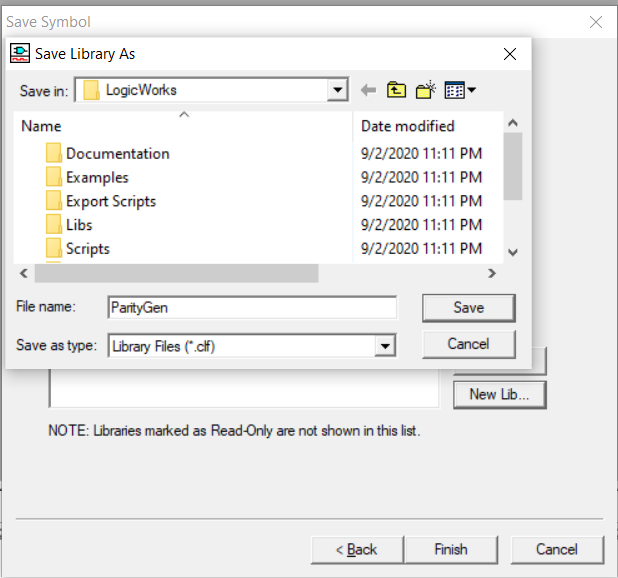 Save Symbol
Save Library As
Save in: LogicWorks
Name Date modified
Documentation 9/2/2020 11:11 PM
Examples 9/2/2020 11:11 PM
Export Scripts 9/2/2020 11:11 PM
Libs 9/2/2020 11:11 PM
Scripts 9/2/2020 11:11 PM
File name: ParityGen Save
Save as type: Library Files (*.clf) Cancel
New Lib...
NOTE: Libraries marked as Read-Only are not shown in this list.
< Back Finish Cancel